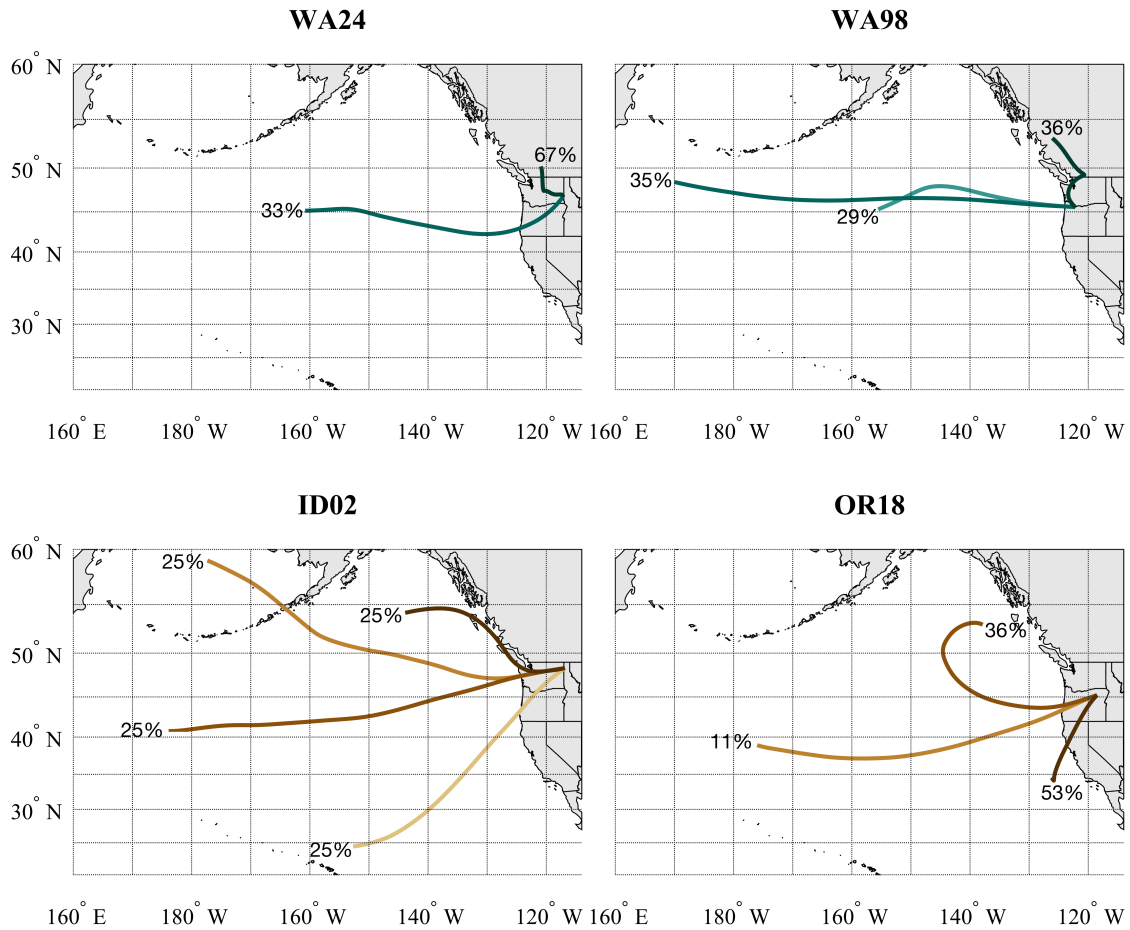 WA24
WA98
60° N
50° N
40° N
30° N
67%
33%
36%
35%
29%
160° E
180° W
160° W
140° W
120° W
160° E
180° W
160° W
140° W
120° W
ID02
OR18
60° N
50° N
40° N
30° N
25%
25%
25%
25%
36%
11%
53%
160° E
180° W
160° W
140° W
120° W
160° E
180° W
160° W
140° W
120° W